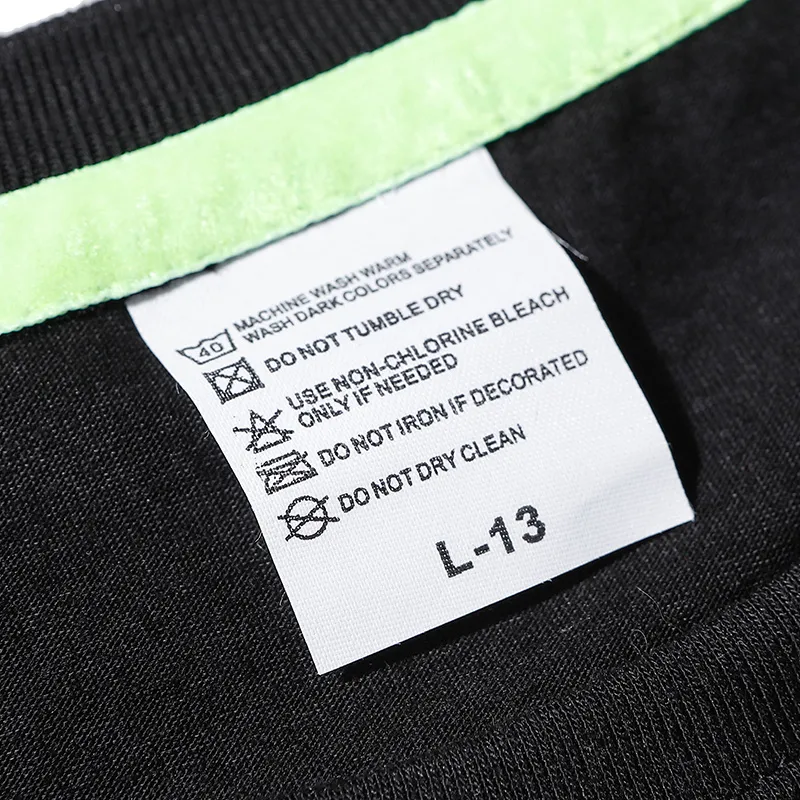 40 MACHINE WASH WARM
WASH DARK COLORS SEPARATELY
DO NOT TUMBLE DRY
USE NON-CHLORINE BLEACH
ONLY IF NEEDED
DO NOT IRON IF DECORATED
DO NOT DRY CLEAN
L-13